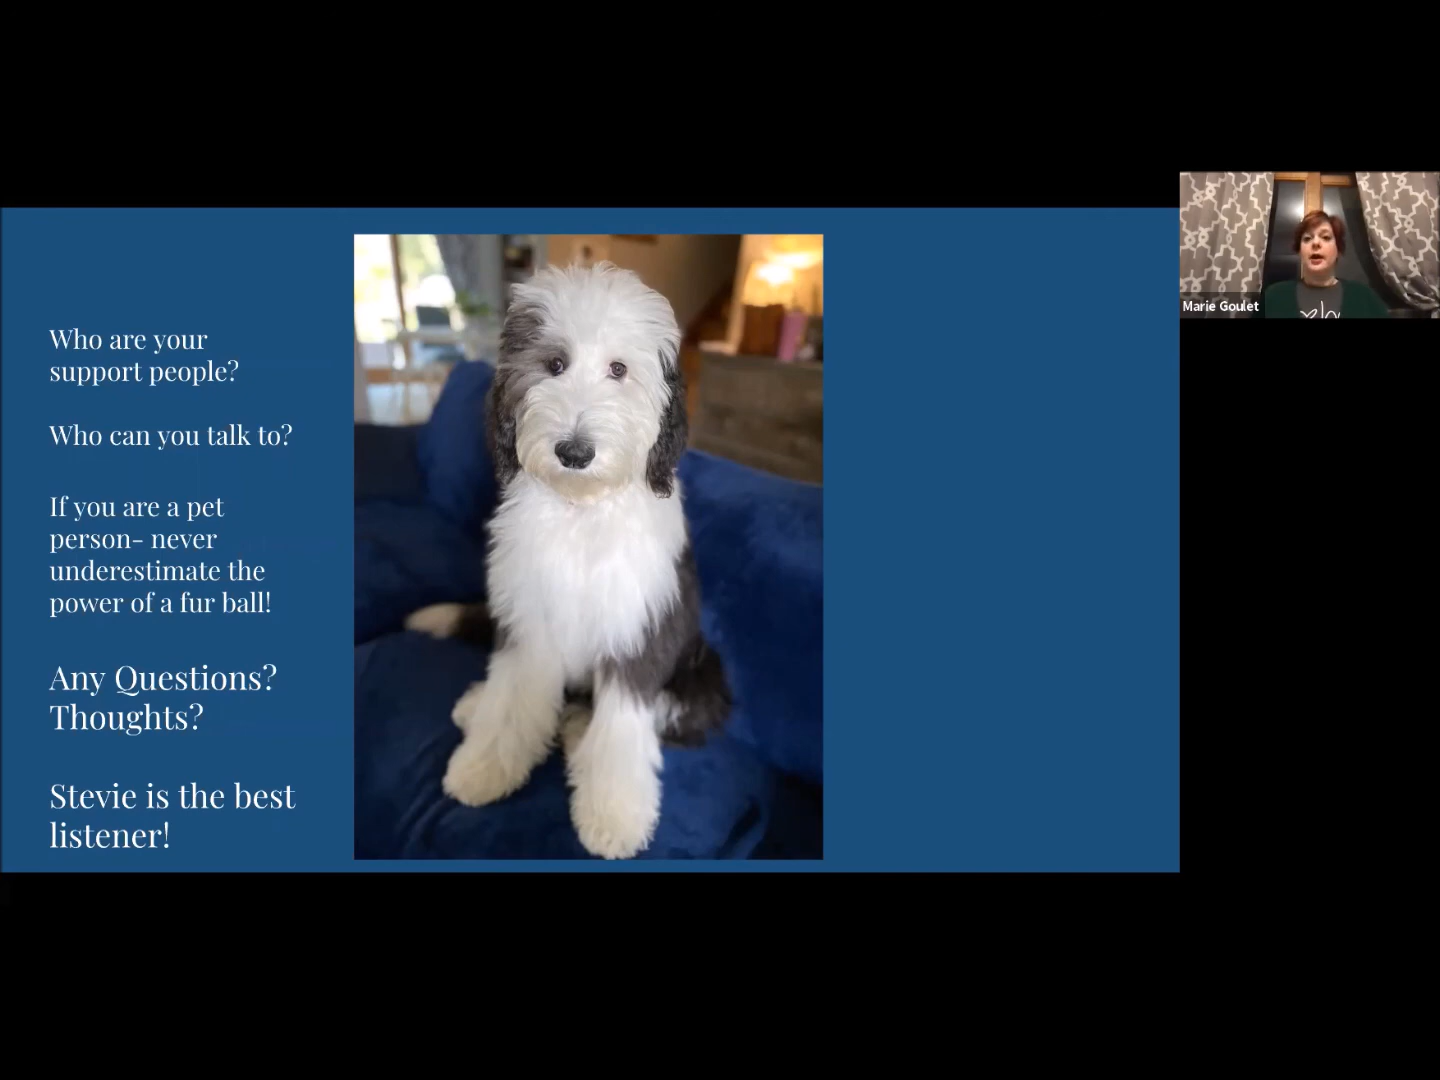 Who are your
support people?
Who can you talk to?
If you are a pet
person- never
underestimate the
power of a fur ball!
Any Questions?
Thoughts?
Stevie is the best
listener!
Marie Goulet